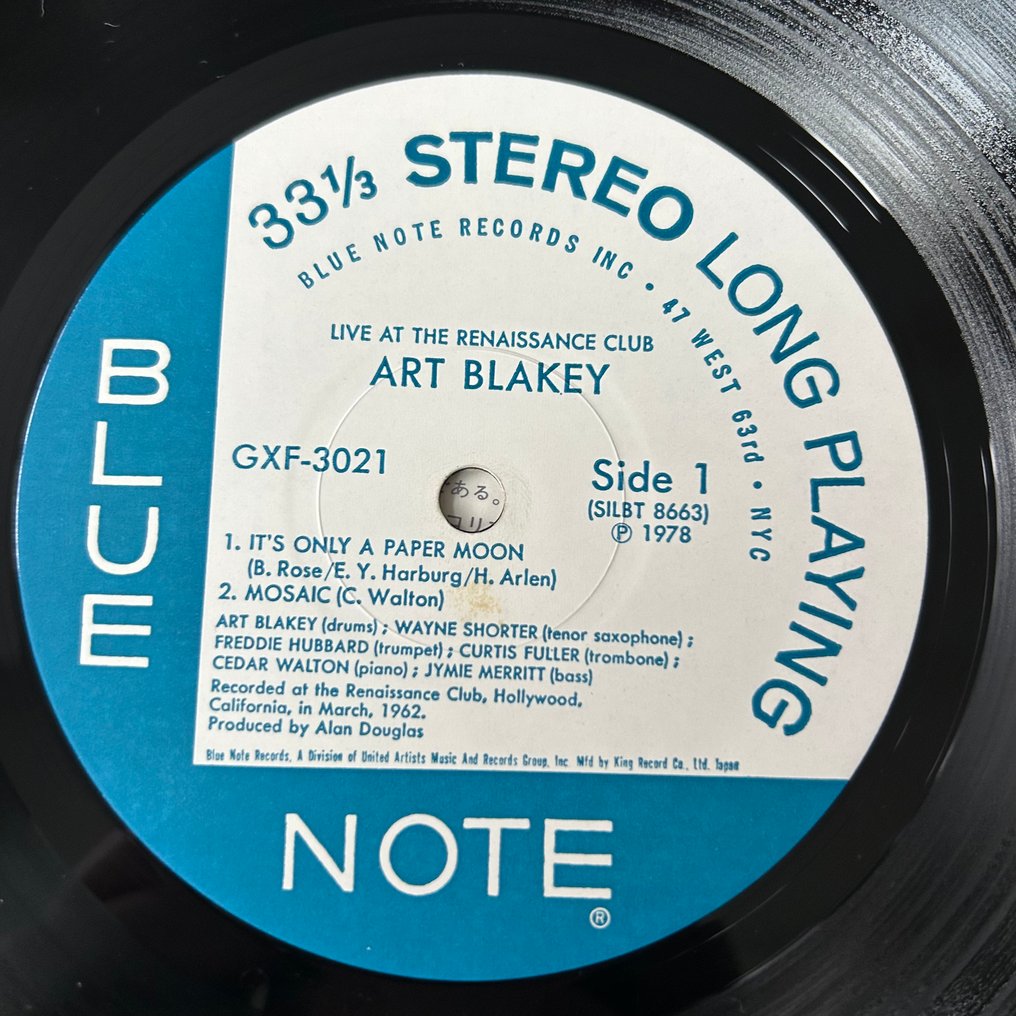 33⅓ STEREO LONG PLAYING
BLUE NOTE RECORDS INC • 47 WEST 63rd • NYC
LIVE AT THE RENAISSANCE CLUB
ART BLAKEY
GXF-3021
Side 1
(SILBT 8663)
℗ 1978
ある。
コリ
1. IT'S ONLY A PAPER MOON
(B. Rose/E. Y. Harburg/H. Arlen)
2. MOSAIC (C. Walton)
ART BLAKEY (drums) ; WAYNE SHORTER (tenor saxophone) ;
FREDDIE HUBBARD (trumpet) ; CURTIS FULLER (trombone) ;
CEDAR WALTON (piano) ; JYMIE MERRITT (bass)
Recorded at the Renaissance Club, Hollywood,
California, in March, 1962.
Produced by Alan Douglas
Blue Note Records, A Division of United Artists Music And Records Group, Inc. Mfd by King Record Co., Ltd. Japan
BLUE
NOTE
®